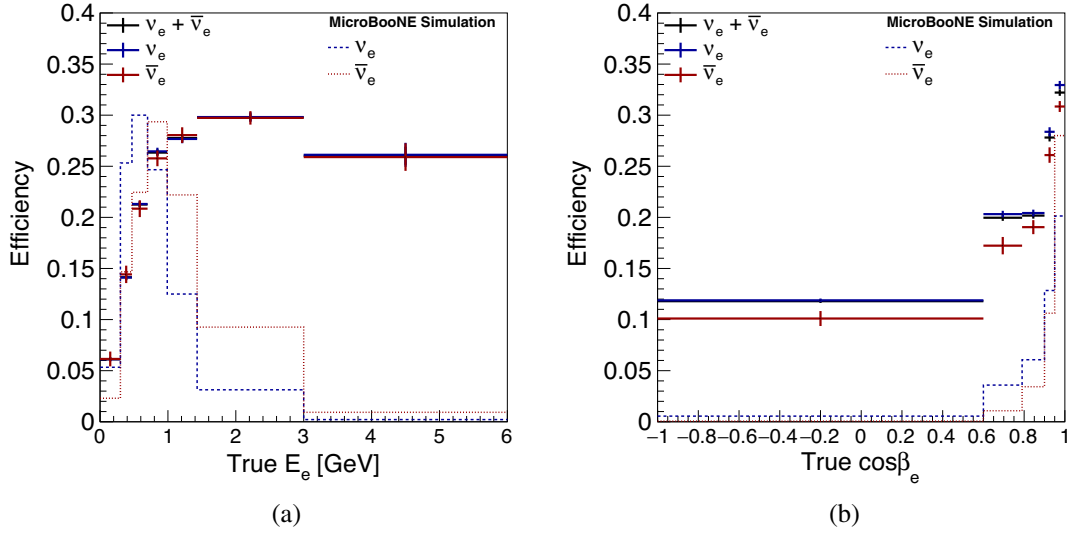 MicroBooNE Simulation
νe + ν̅e
νe
ν̅e
νe
ν̅e
Efficiency
0.4
0.35
0.3
0.25
0.2
0.15
0.1
0.05
0
0 1 2 3 4 5 6
True Ee [GeV]
(a)
MicroBooNE Simulation
νe + ν̅e
νe
ν̅e
νe
ν̅e
Efficiency
0.4
0.35
0.3
0.25
0.2
0.15
0.1
0.05
0
−1 −0.8 −0.6 −0.4 −0.2 0 0.2 0.4 0.6 0.8 1
True cosβe
(b)